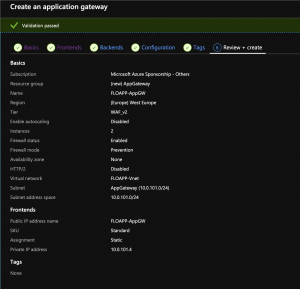 Create an application gateway
Validation passed
Basics Frontends Backends Configuration Tags 6 Review + create
Basics
Subscription Microsoft Azure Sponsorship - Others
Resource group (new) AppGateway
Name FLOAPP-AppGW
Region (Europe) West Europe
Tier WAF_v2
Enable autoscaling Disabled
Instances 2
Firewall status Enabled
Firewall mode Prevention
Availability zone None
HTTP/2 Disabled
Virtual network FLOAPP-Vnet
Subnet AppGateway (10.0.101.0/24)
Subnet address space 10.0.101.0/24
Frontends
Public IP address name FLOAPP-AppGW
SKU Standard
Assignment Static
Private IP address 10.0.101.4
Tags
None